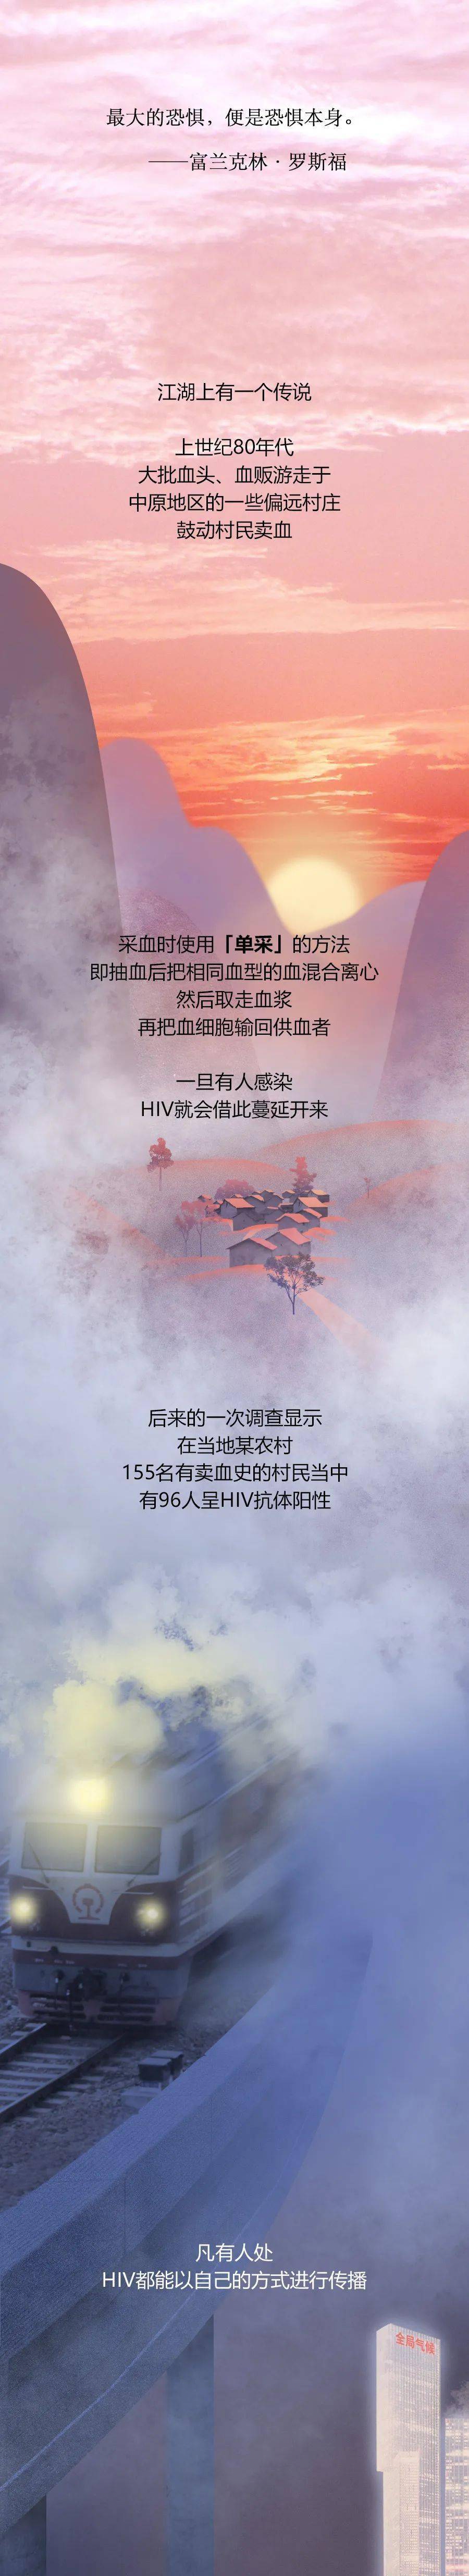 最大的恐惧，便是恐惧本身。
——富兰克林·罗斯福
江湖上有一个传说
上世纪80年代
大批血头、血贩游走于
中原地区的一些偏远村庄
鼓动村民卖血
采血时使用「单采」的方法
即抽血后把相同血型的血混合离心
然后取走血浆
再把血细胞输回供血者
一旦有人感染
HIV就会借此蔓延开来
后来的一次调查显示
在当地某农村
155名有卖血史的村民当中
有96人呈HIV抗体阳性
凡有人处
HIV都能以自己的方式进行传播
全局气候